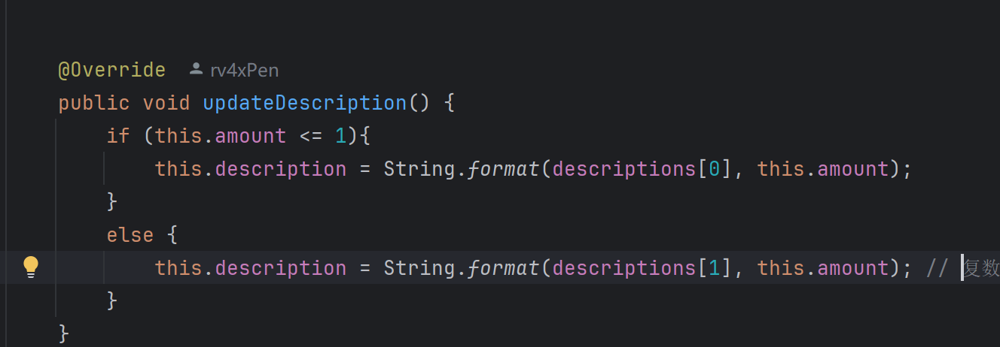 @Override rv4xPen
public void updateDescription() {
if (this.amount <= 1){
this.description = String.format(descriptions[0], this.amount);
}
else {
this.description = String.format(descriptions[1], this.amount); // 复数
}
}